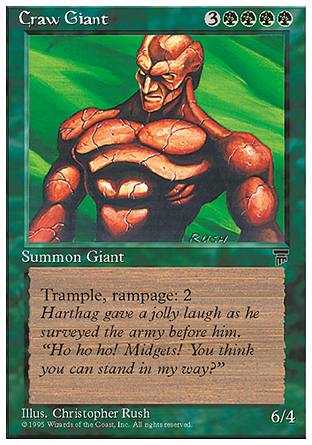 Craw Giant 3
RUSH
Summon Giant
Trample, rampage: 2
Harthag gave a jolly laugh as he
surveyed the army before him.
“Ho ho ho! Midgets! You think
you can stand in my way?”
Illus. Christopher Rush
© 1995 Wizards of the Coast, Inc. All rights reserved.
6/4